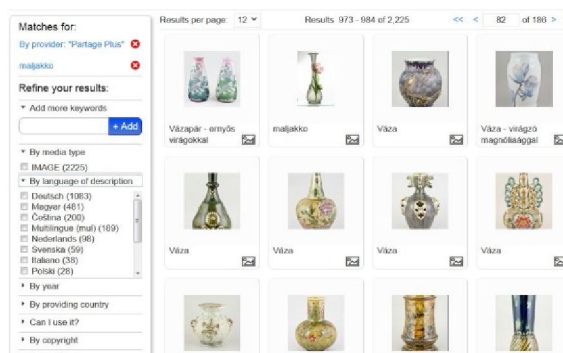 Matches for:
By provider: "Partage Plus"
maljakko
Refine your results:
Add more keywords
+ Add
By media type
IMAGE (2225)
By language of description
Deutsch (1083)
Magyar (481)
Čeština (200)
Multilingue (mul) (169)
Nederlands (98)
Svenska (59)
Italiano (38)
Polski (28)
By year
By providing country
Can I use it?
By copyright
Results per page: 12
Results 973 - 984 of 2,225
<< < 82 of 186 >
Vázapár - ernyős virágokkal
maljakko
Váza
Váza - virágzó magnóliaággal
Váza
Váza
Váza
Váza